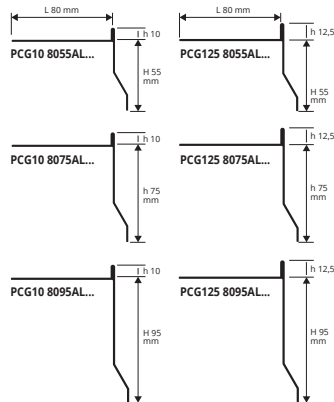 L 80 mm
L 80 mm
h 10
h 12,5
PCG10 8055AL...
PCG125 8055AL...
H 55
mm
H 55
mm
h 10
h 12,5
PCG10 8075AL...
PCG125 8075AL...
h 75
mm
h 75
mm
h 10
h 12,5
PCG10 8095AL...
PCG125 8095AL...
H 95
mm
H 95
mm